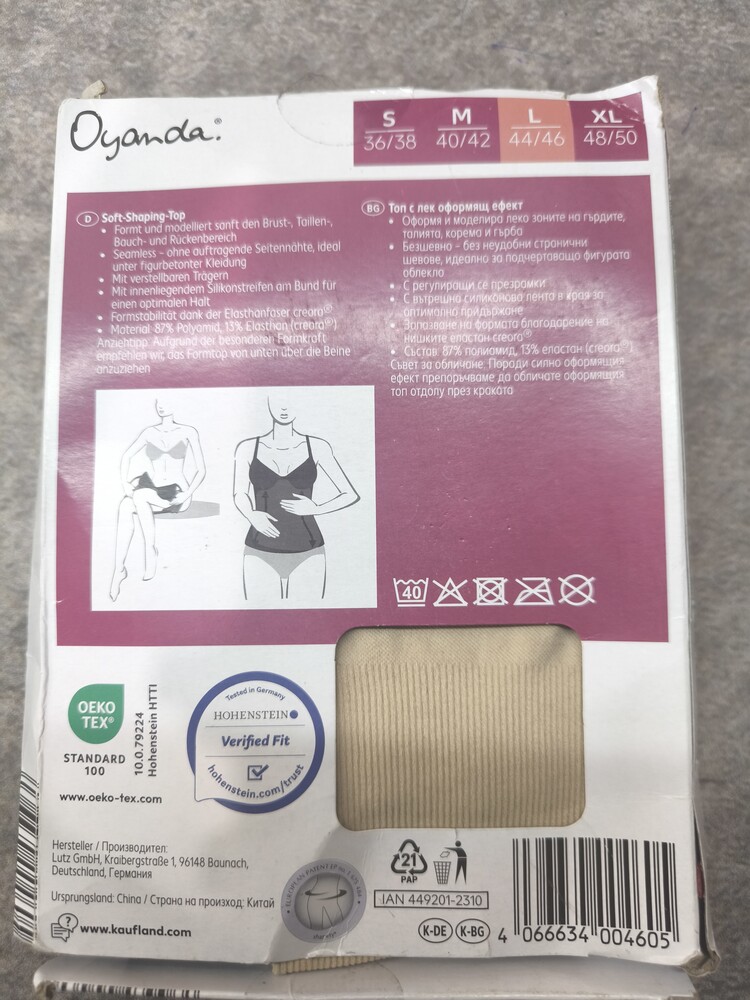 Oyanda®
S M L XL
36/38 40/42 44/46 48/50
D Soft-Shaping-Top
• Formt und modelliert sanft den Brust-, Taillen-,
Bauch- und Rückenbereich
• Seamless - ohne auftragende Seitennähte, ideal
unter figurbetonter Kleidung
• Mit verstellbaren Trägern
• Mit innenliegendem Silikonstreifen am Bund für
einen optimalen Halt
• Formstabilität dank der Elasthanfaser creora®
• Material: 87% Polyamid, 13% Elasthan (creora®)
Anziehtipp: Aufgrund der besonderen Formkraft
empfehlen wir, das Formtop von unten über die Beine
anzuziehen
BG Топ с лек оформящ ефект
• Оформя и моделира леко зоните на гърдите,
талията, корема и гърба
• Безшевно - без неудобни странични
шевове, идеално за подчертаващо фигурата
облекло
• С регулиращи се презрамки
• С вътрешна силиконова лента в края за
оптимално придържане
• Запазване на формата благодарение на
нишките еластан creora®
• Състав: 87% полиамид, 13% еластан (creora®)
Съвет за обличане: Поради силно оформящия
ефект препоръчваме да обличате оформящия
топ отдолу през краката
40
OEKO
TEX®
STANDARD
100
10.0.79224
Hohenstein HTTI
www.oeko-tex.com
Tested in Germany
HOHENSTEIN
Verified Fit
hohenstein.com/trust
Hersteller / Производител:
Lutz GmbH, Kraibergstraße 1, 96148 Baunach,
Deutschland, Германия
Ursprungsland: China / Страна на произход: Китай
www.kaufland.com
21
PAP
IAN 449201-2310
K-DE K-BG
4 066634 004605